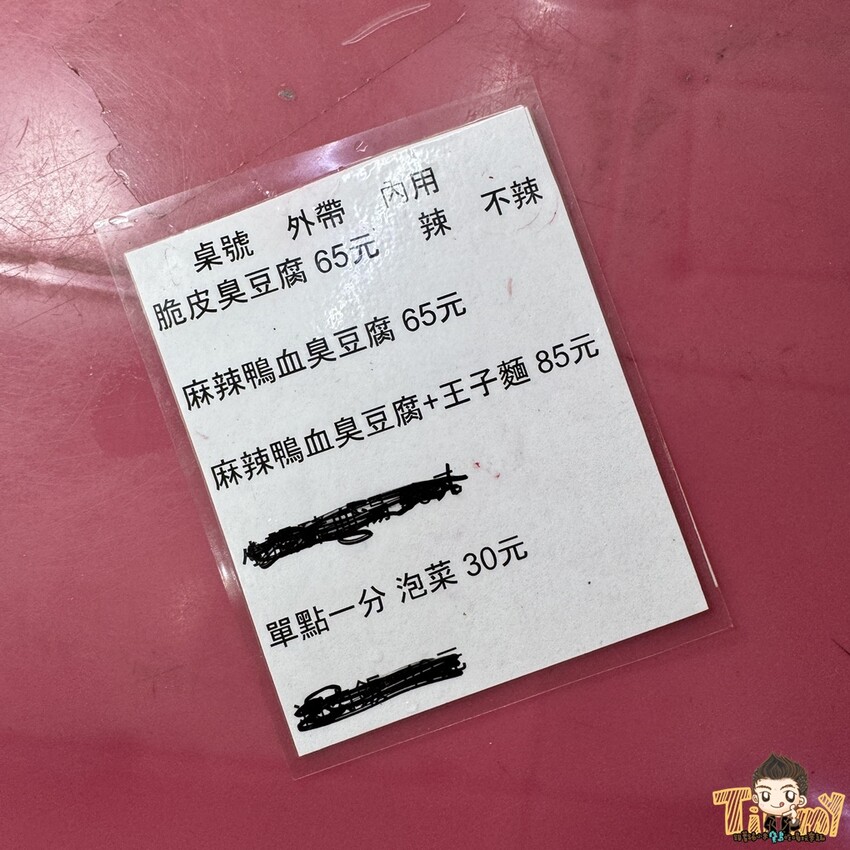 桌號 外帶 內用
脆皮臭豆腐 65元 辣 不辣
麻辣鴨血臭豆腐 65元
麻辣鴨血臭豆腐+王子麵 85元
單點一分 泡菜 30元
TimmY